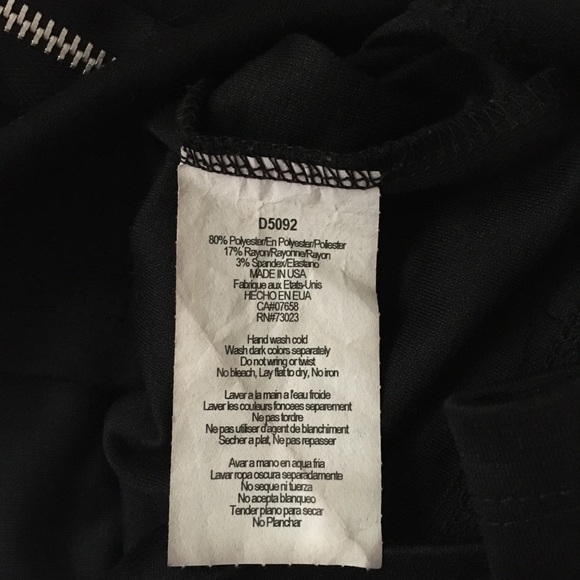 D5092
80% Polyester/En Polyester/Poliester
17% Rayon/Rayonne/Rayon
3% Spandex/Elastano
MADE IN USA
Fabrique aux Etats-Unis
HECHO EN EUA
CA#07658
RN#73023
Hand wash cold
Wash dark colors separately
Do not wring or twist
No bleach, Lay flat to dry, No iron
Laver a la main a l'eau froide
Laver les couleurs foncees separement
Ne pas tordre
Ne pas utiliser d'agent de blanchiment
Secher a plat, Ne pas repasser
Avar a mano en aqua fria
Lavar ropa oscura separadamente
No seque ni tuerza
No acepta blanqueo
Tender plano para secar
No Planchar